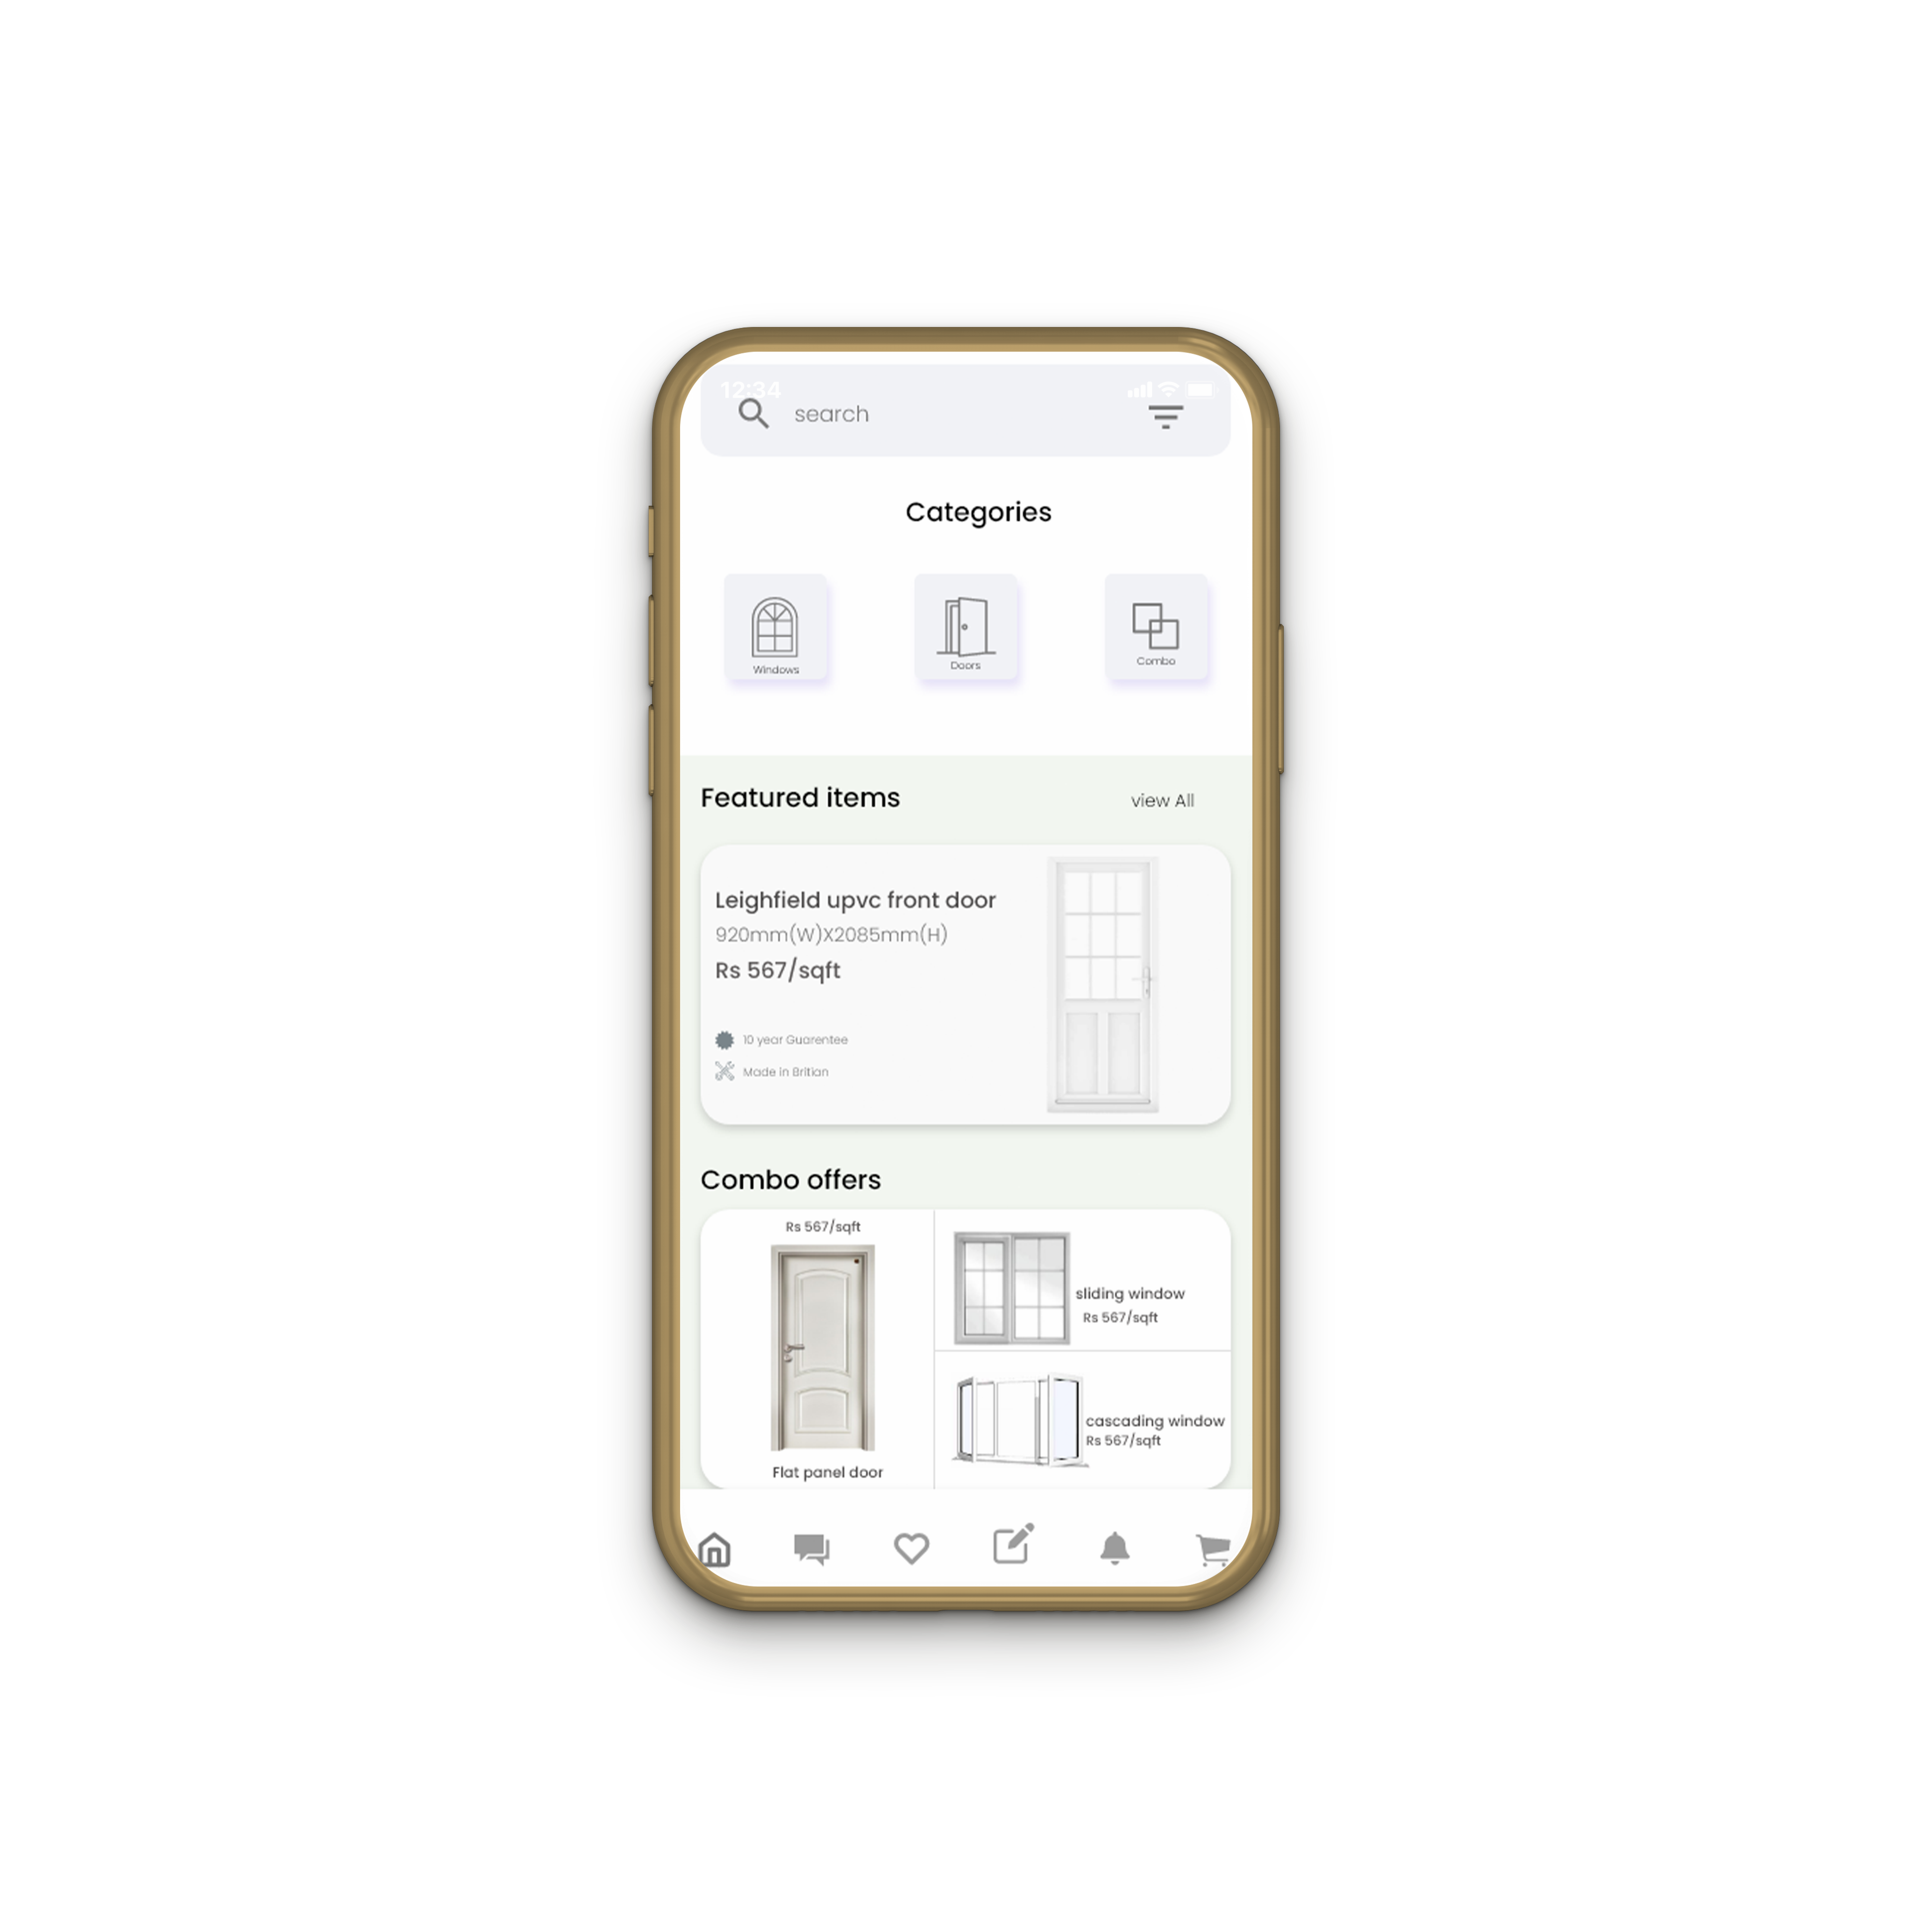 12:34
search
Categories
Windows
Doors
Combo
Featured items
view All
Leighfield upvc front door
920mm(W)X2085mm(H)
Rs 567/sqft
10 year Guarentee
Made in Britian
Combo offers
Rs 567/sqft
Flat panel door
sliding window
Rs 567/sqft
cascading window
Rs 567/sqft